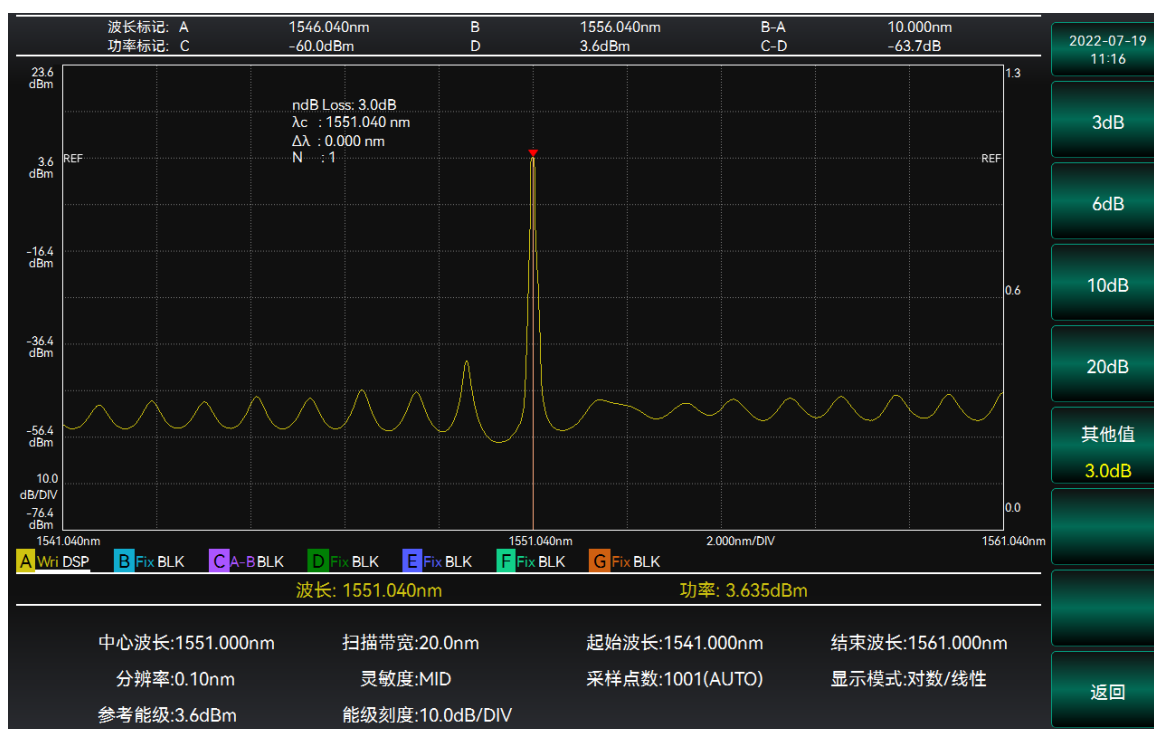 波长标记: A 1546.040nm B 1556.040nm B-A 10.000nm
功率标记: C -60.0dBm D 3.6dBm C-D -63.7dB
2022-07-19
11:16
23.6
dBm
1.3
ndB Loss: 3.0dB
λc : 1551.040 nm
Δλ : 0.000 nm
N : 1
3dB
3.6
dBm
REF
REF
6dB
-16.4
dBm
0.6
10dB
-36.4
dBm
20dB
-56.4
dBm
其他值
3.0dB
10.0
dB/DIV
-76.4
dBm
0.0
1541.040nm 1551.040nm 2.000nm/DIV 1561.040nm
A Wri DSP B Fix BLK C A-B BLK D Fix BLK E Fix BLK F Fix BLK G Fix BLK
波长: 1551.040nm 功率: 3.635dBm
中心波长:1551.000nm 扫描带宽:20.0nm 起始波长:1541.000nm 结束波长:1561.000nm
分辨率:0.10nm 灵敏度:MID 采样点数:1001(AUTO) 显示模式:对数/线性
参考能级:3.6dBm 能级刻度:10.0dB/DIV
返回